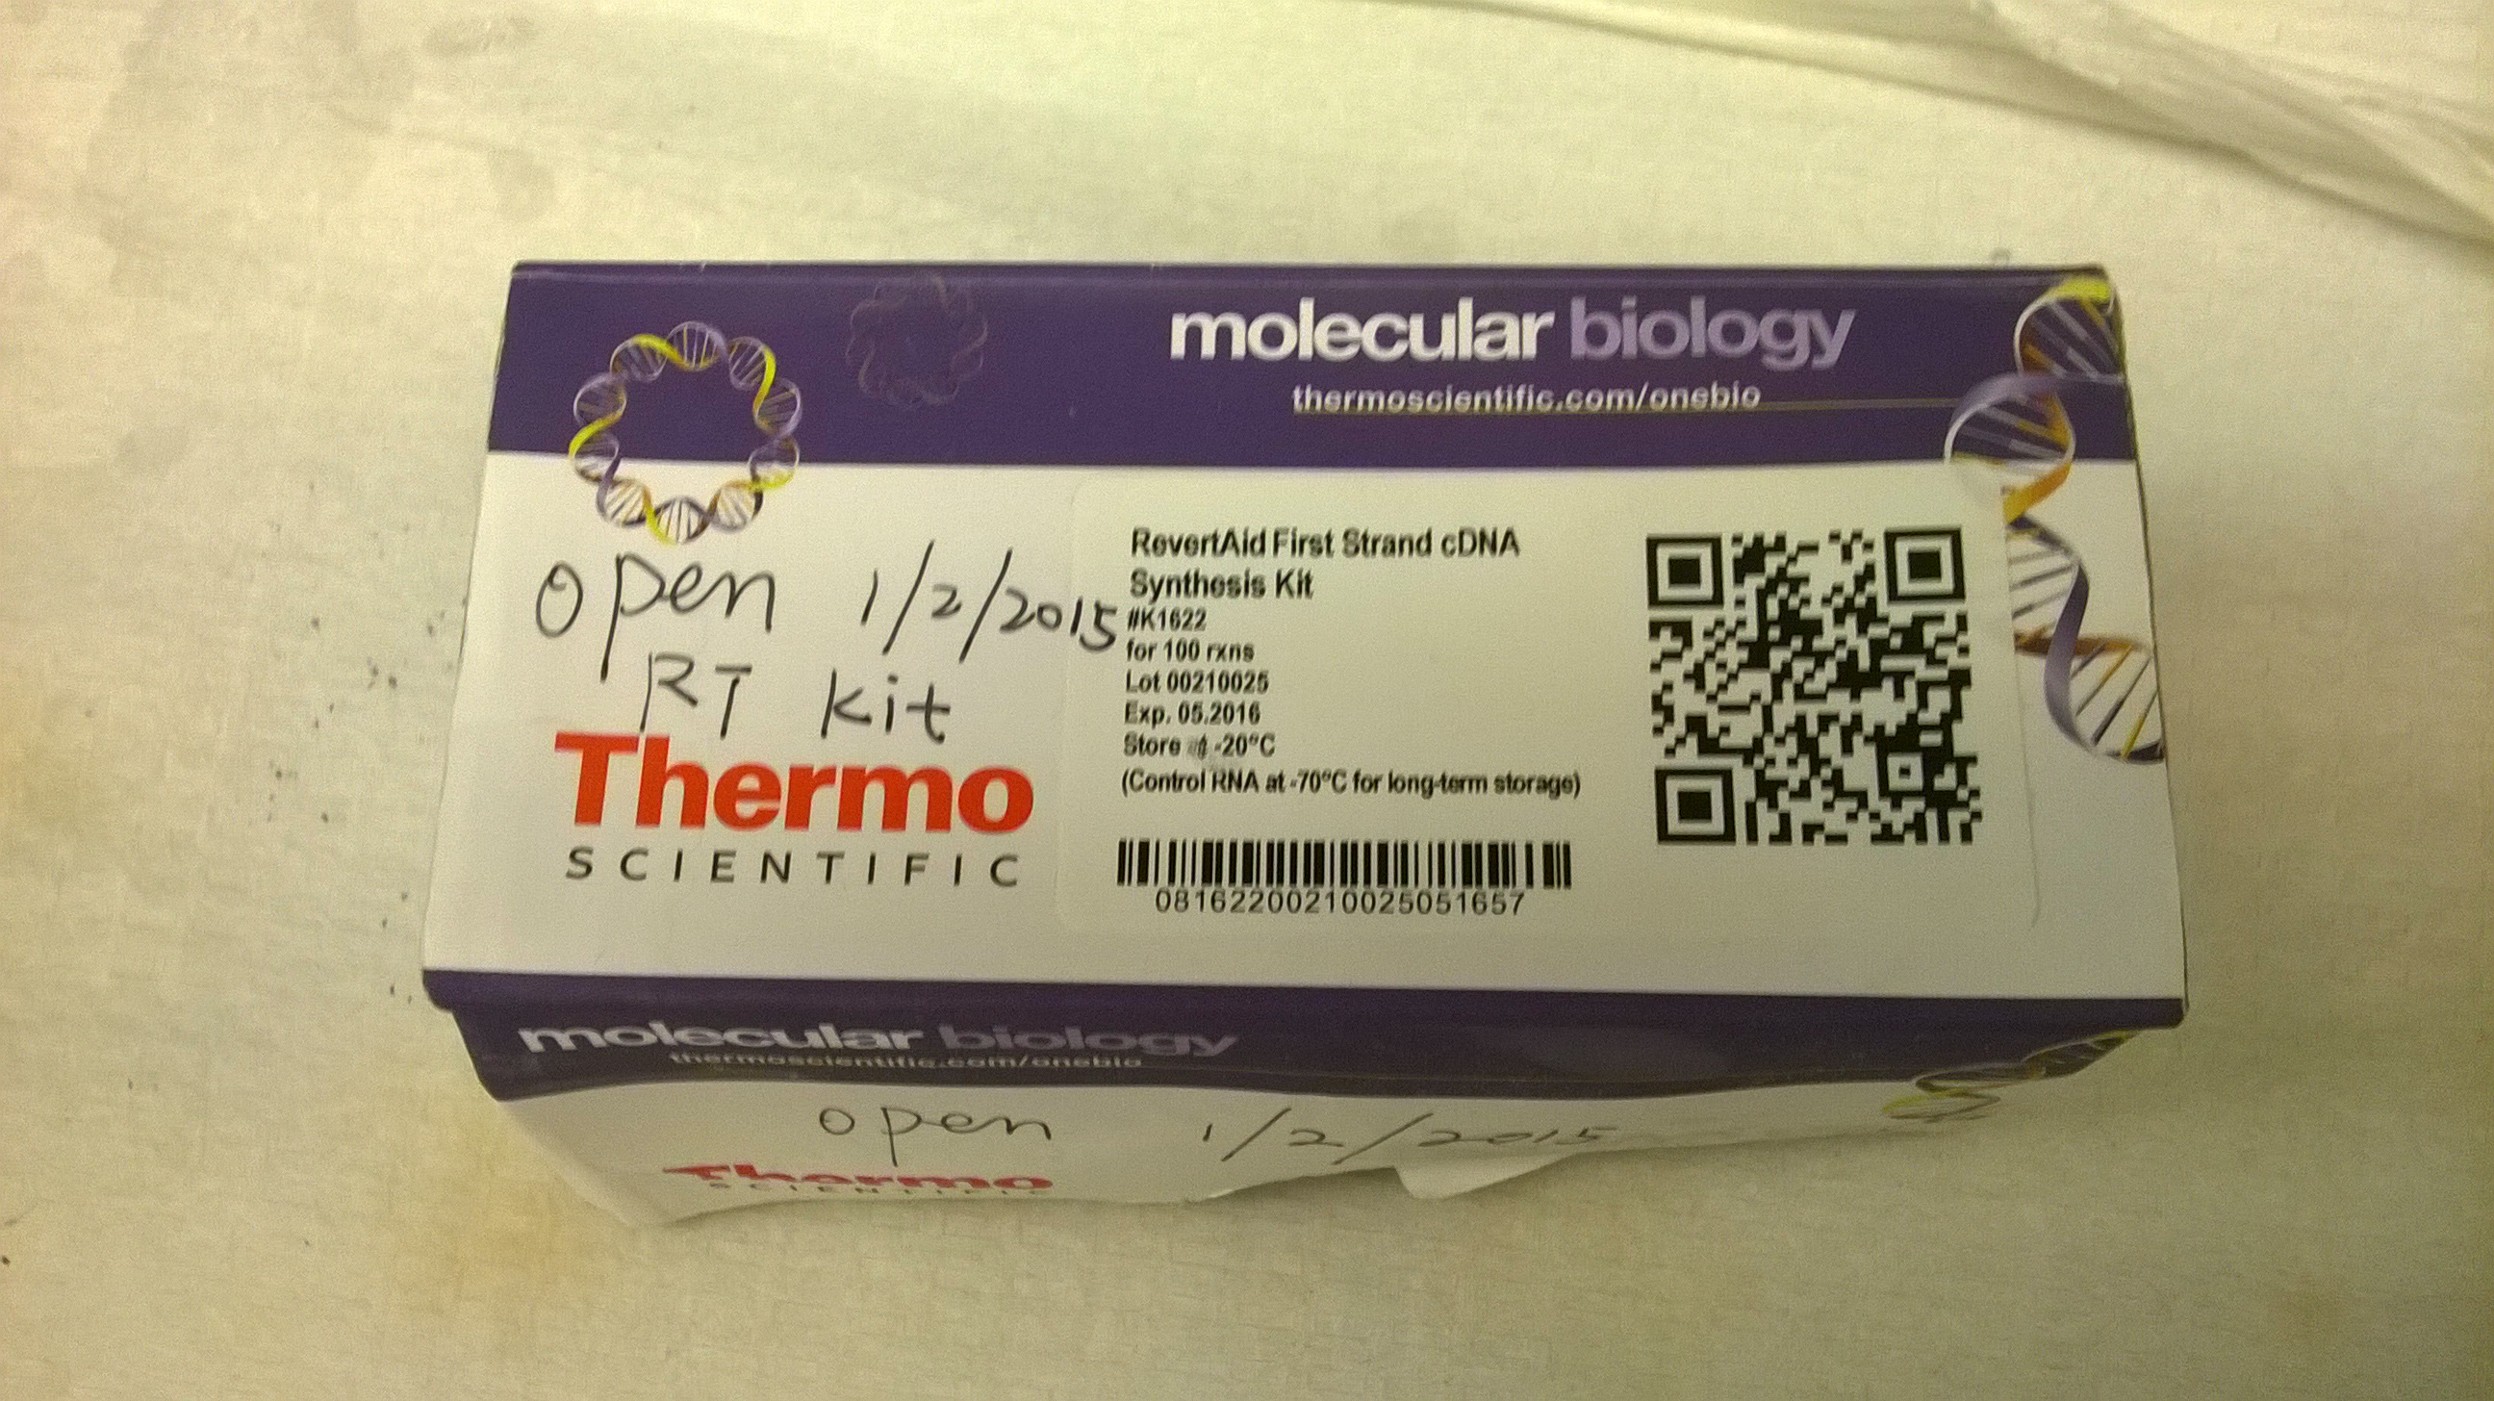 molecular biology
thermoscientific.com/onebio
open 1/2/2015
RT kit
Thermo
SCIENTIFIC
RevertAid First Strand cDNA
Synthesis Kit
#K1622
for 100 rxns
Lot 00210025
Exp. 05.2016
Store at -20°C
(Control RNA at -70°C for long-term storage)
08162200210025051657
molecular biology
thermoscientific.com/onebio
open 1/2/2015
Thermo
SCIENTIFIC